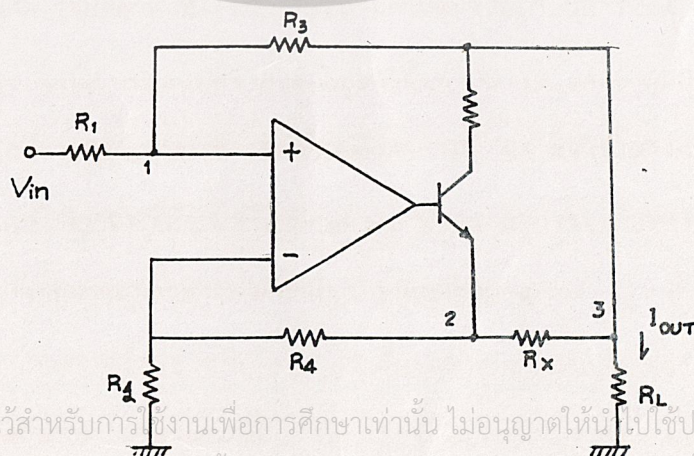 R3
R1
1
+
Vin
-
2
3
IOUT
R4
Rx
R2
RL
ไว้สำหรับการใช้งานเพื่อการศึกษาเท่านั้น ไม่อนุญาตให้นำไปใช้ป